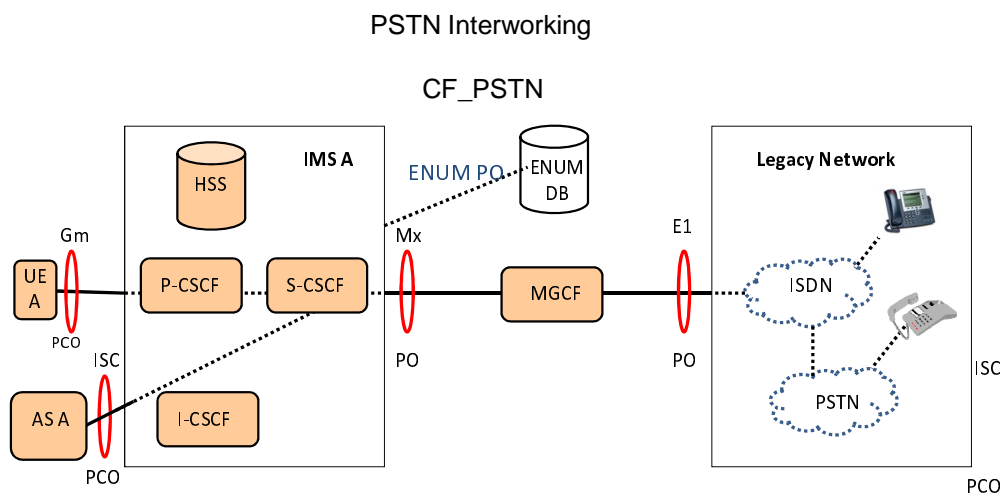 PSTN Interworking
CF_PSTN
IMS A
HSS
ENUM PO
ENUM
DB
Legacy Network
Gm
Mx
E1
UE
A
P-CSCF
S-CSCF
MGCF
ISDN
PCO
ISC
PO
PO
ISC
AS A
I-CSCF
PSTN
PCO
PCO